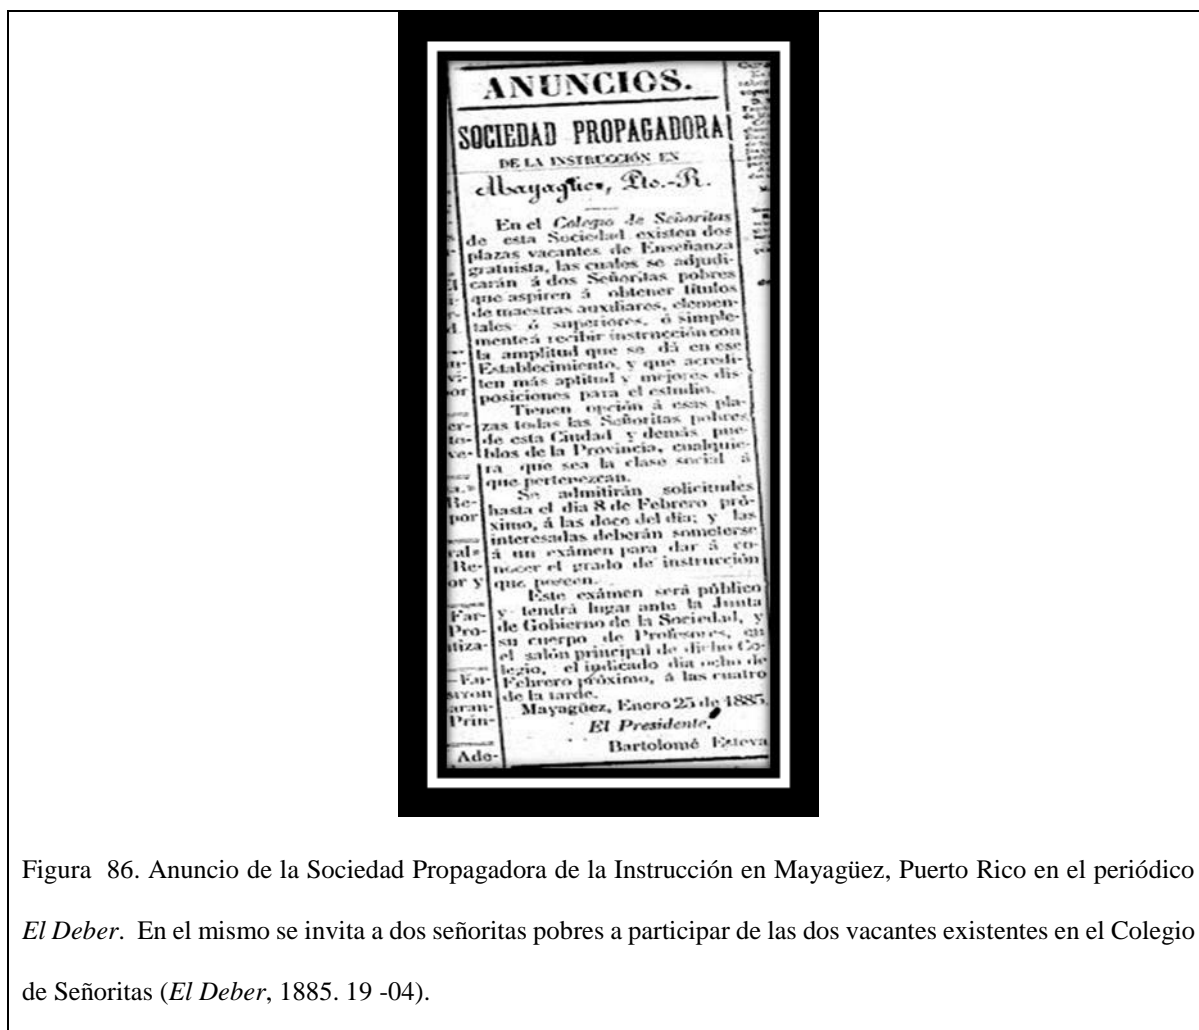 ANUNCIOS.
SOCIEDAD PROPAGADORA
DE LA INSTRUCCIÓN EN
Mayagüez, Pto.-R.
En el Colegio de Señoritas
de esta Sociedad existen dos
plazas vacantes de Enseñanza
gratuista, las cuales se adjudi-
carán á dos Señoritas pobres
que aspiren á obtener títulos
de maestras auxiliares, elemen-
tales ó superiores, ó simple-
mente á recibir instrucción con
la amplitud que se dá en ese
Establecimiento, y que acredi-
ten más aptitud y mejores dis-
posiciones para el estudio.
Tienen opción á esas pla-
zas todas las Señoritas pobres
de esta Ciudad y demás pue-
blos de la Provincia, cualquie-
ra que sea la clase social á
que pertenezcan.
Se admitirán solicitudes
hasta el dia 8 de Febrero pró-
ximo, á las doce del dia; y las
interesadas deberán someterse
á un exámen para dar á co-
nocer el grado de instrucción
que poseen.
Este exámen será público
y tendrá lugar ante la Junta
de Gobierno de la Sociedad, y
su cuerpo de Profesores, en
el salón principal de dicho Co-
legio, el indicado dia ocho de
Febrero próximo, á las cuatro
de la tarde.
Mayagüez, Enero 25 de 1885.
El Presidente,
Bartolomé Esteva
Figura 86. Anuncio de la Sociedad Propagadora de la Instrucción en Mayagüez, Puerto Rico en el periódico
El Deber. En el mismo se invita a dos señoritas pobres a participar de las dos vacantes existentes en el Colegio
de Señoritas (El Deber, 1885. 19 -04).